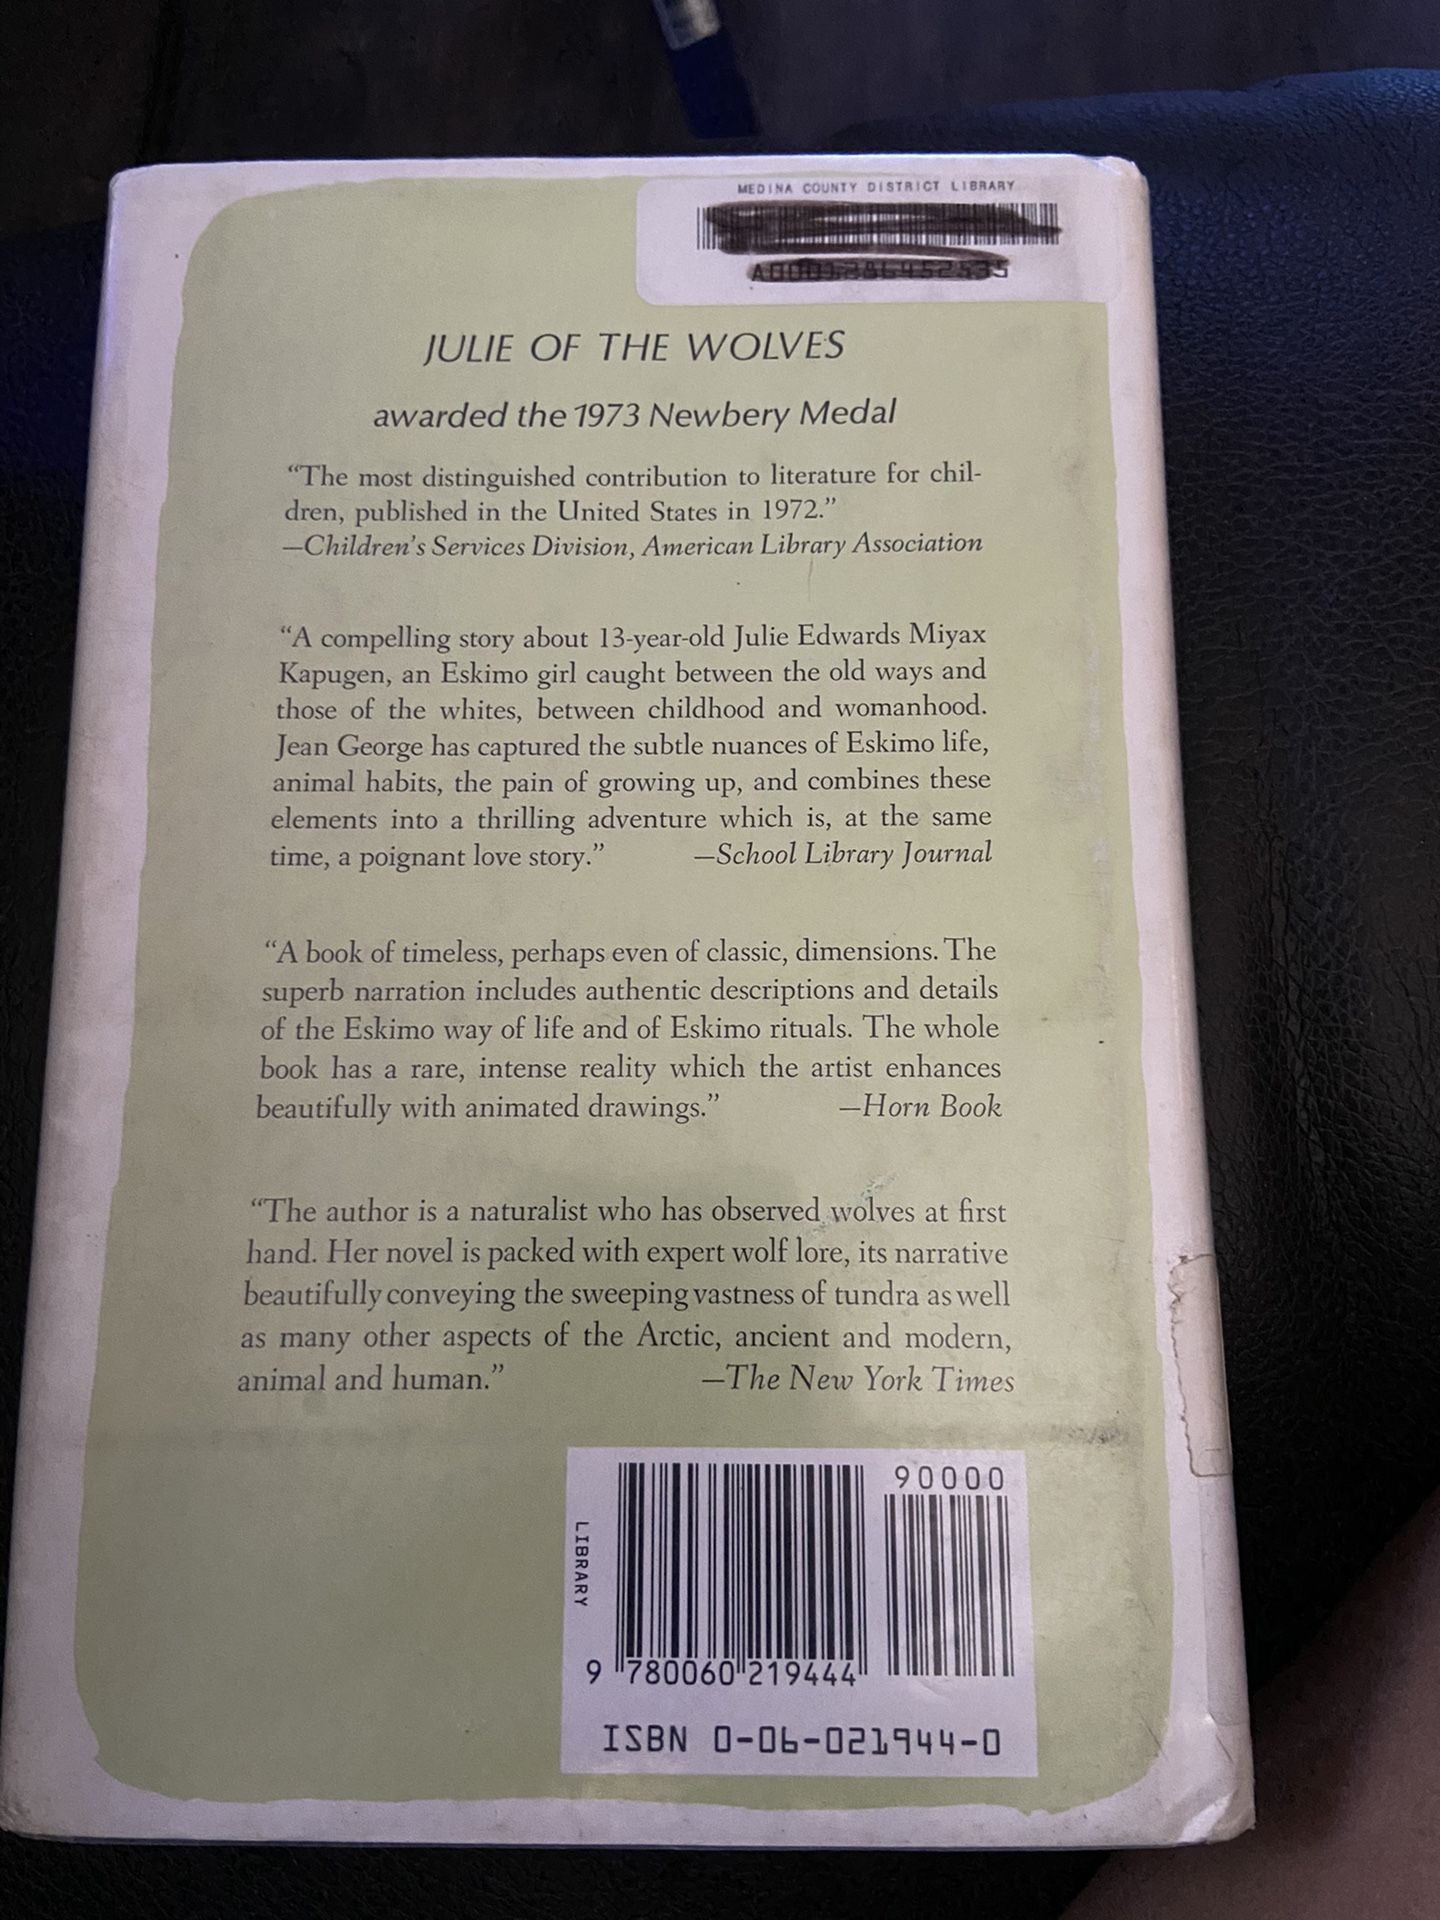 MEDINA COUNTY DISTRICT LIBRARY
JULIE OF THE WOLVES
awarded the 1973 Newbery Medal
“The most distinguished contribution to literature for chil-
dren, published in the United States in 1972.”
—Children’s Services Division, American Library Association
“A compelling story about 13-year-old Julie Edwards Miyax
Kapugen, an Eskimo girl caught between the old ways and
those of the whites, between childhood and womanhood.
Jean George has captured the subtle nuances of Eskimo life,
animal habits, the pain of growing up, and combines these
elements into a thrilling adventure which is, at the same
time, a poignant love story.” —School Library Journal
“A book of timeless, perhaps even of classic, dimensions. The
superb narration includes authentic descriptions and details
of the Eskimo way of life and of Eskimo rituals. The whole
book has a rare, intense reality which the artist enhances
beautifully with animated drawings.” —Horn Book
“The author is a naturalist who has observed wolves at first
hand. Her novel is packed with expert wolf lore, its narrative
beautifully conveying the sweeping vastness of tundra as well
as many other aspects of the Arctic, ancient and modern,
animal and human.” —The New York Times
90000
LIBRARY
9 780060 219444
ISBN 0-06-021944-0